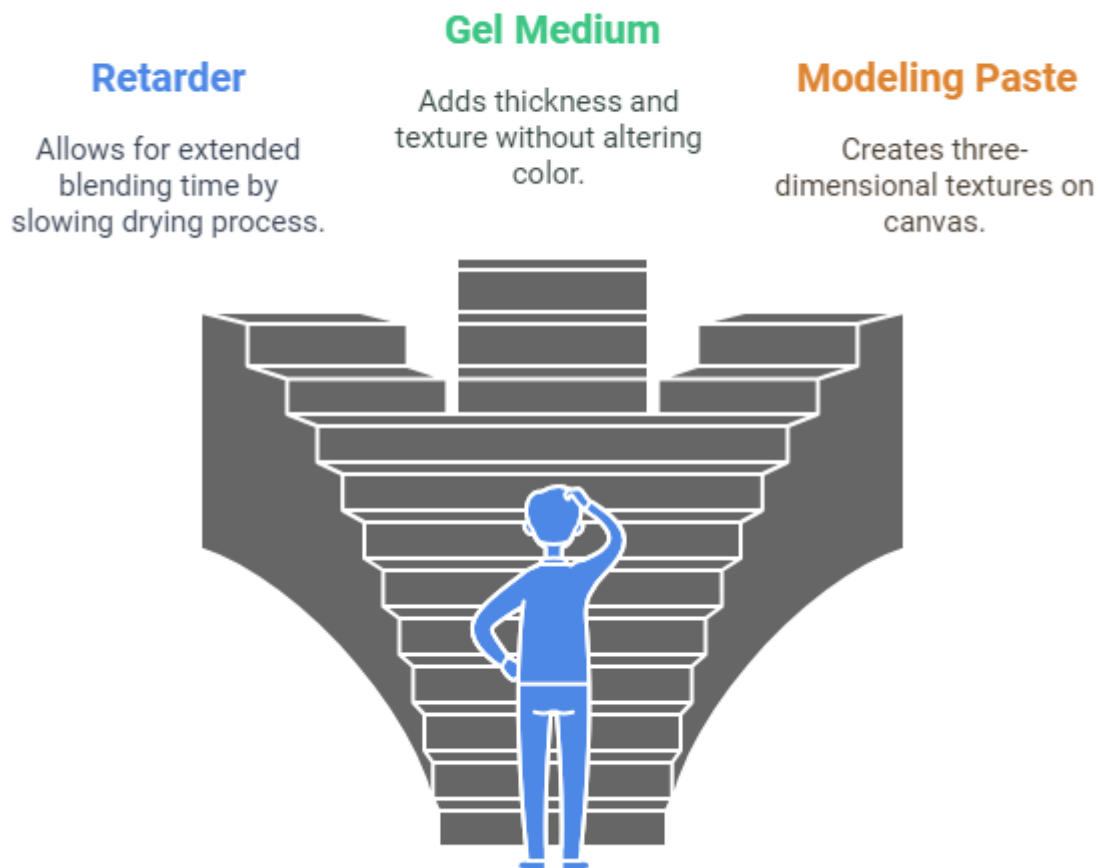 Gel Medium
Adds thickness and
texture without altering
color.
Retarder
Allows for extended
blending time by
slowing drying process.
Modeling Paste
Creates three-
dimensional textures on
canvas.